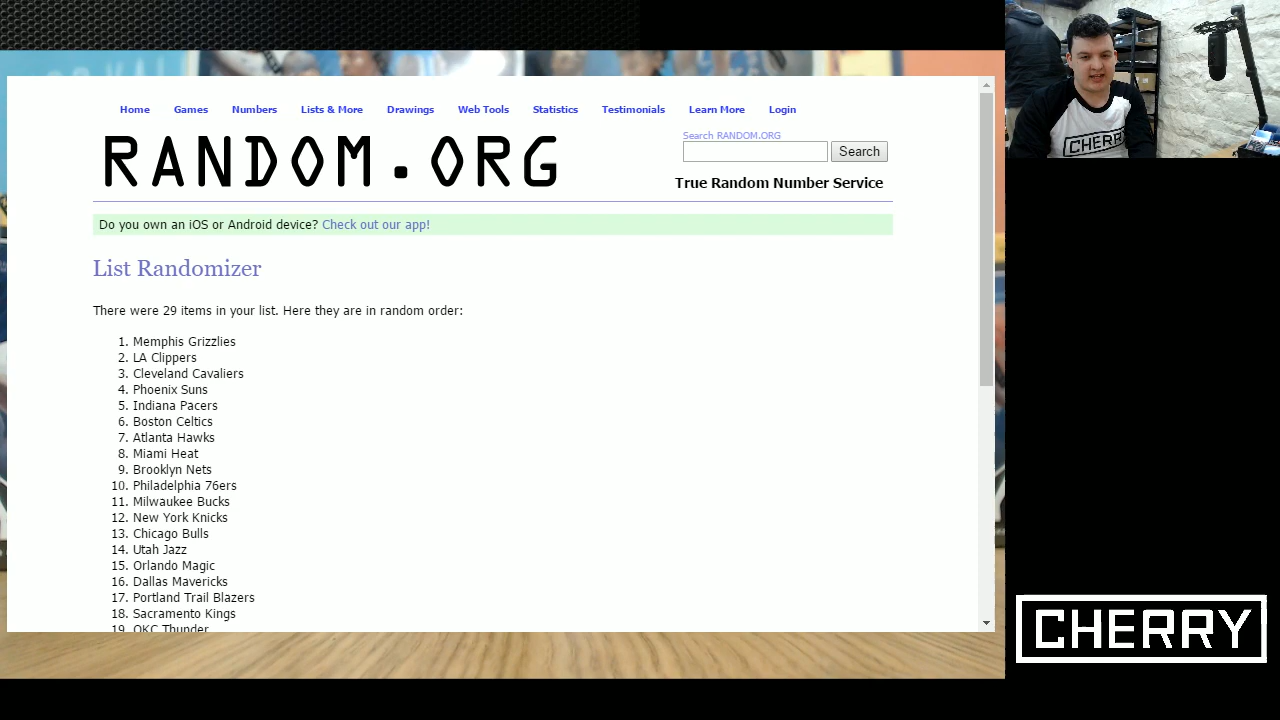 Home Games Numbers Lists & More Drawings Web Tools Statistics Testimonials Learn More Login
RANDOM.ORG
Search RANDOM.ORG
Search
True Random Number Service
Do you own an iOS or Android device? Check out our app!
List Randomizer
There were 29 items in your list. Here they are in random order:
1. Memphis Grizzlies
2. LA Clippers
3. Cleveland Cavaliers
4. Phoenix Suns
5. Indiana Pacers
6. Boston Celtics
7. Atlanta Hawks
8. Miami Heat
9. Brooklyn Nets
10. Philadelphia 76ers
11. Milwaukee Bucks
12. New York Knicks
13. Chicago Bulls
14. Utah Jazz
15. Orlando Magic
16. Dallas Mavericks
17. Portland Trail Blazers
18. Sacramento Kings
19. OKC Thunder
CHERRY
CHERRY